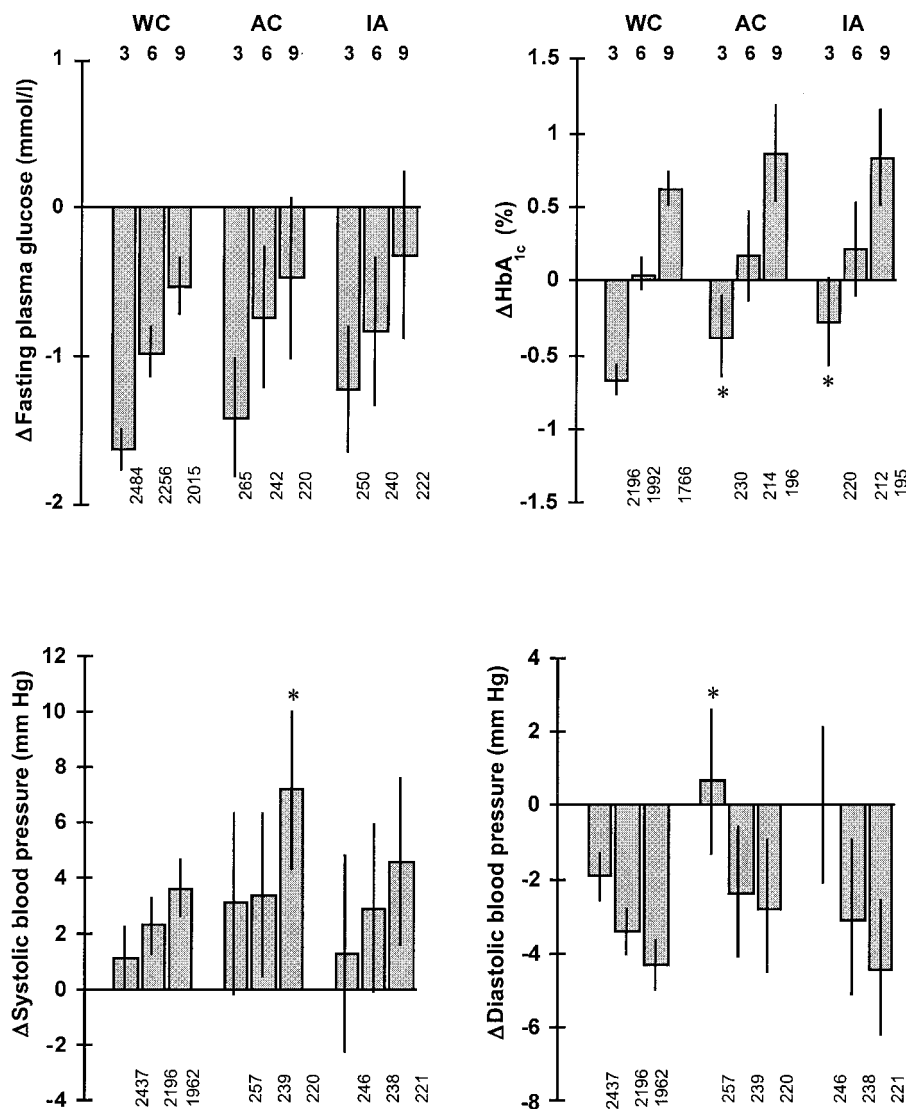 WC AC IA
3 6 9 3 6 9 3 6 9
ΔFasting plasma glucose (mmol/l)
1
0
-1
-2
2484 2256 2015 265 242 220 250 240 222
WC AC IA
3 6 9 3 6 9 3 6 9
ΔHbA1c (%)
1.5
1
0.5
0
-0.5
-1
-1.5
* *
2196 1992 1766 230 214 196 220 212 195
ΔSystolic blood pressure (mm Hg)
12
10
8
6
4
2
0
-2
-4
*
2437 2196 1962 257 239 220 246 238 221
ΔDiastolic blood pressure (mm Hg)
4
2
0
-2
-4
-6
-8
*
2437 2196 1962 257 239 220 246 238 221